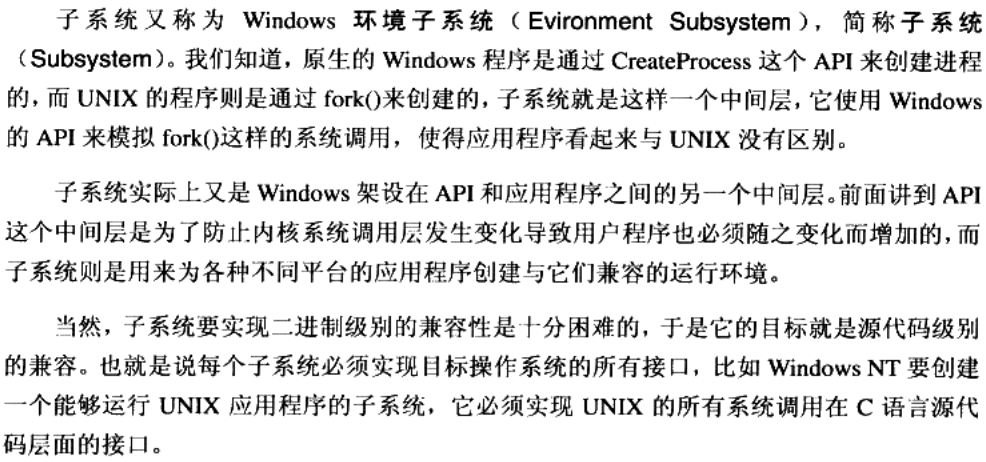 子系统又称为 Windows 环境子系统（Evironment Subsystem），简称子系统
（Subsystem）。我们知道，原生的 Windows 程序是通过 CreateProcess 这个 API 来创建进程
的，而 UNIX 的程序则是通过 fork()来创建的，子系统就是这样一个中间层，它使用 Windows
的 API 来模拟 fork()这样的系统调用，使得应用程序看起来与 UNIX 没有区别。
子系统实际上又是 Windows 架设在 API 和应用程序之间的另一个中间层。前面讲到 API
这个中间层是为了防止内核系统调用层发生变化导致用户程序也必须随之变化而增加的，而
子系统则是用来为各种不同平台的应用程序创建与它们兼容的运行环境。
当然，子系统要实现二进制级别的兼容性是十分困难的，于是它的目标就是源代码级别
的兼容。也就是说每个子系统必须实现目标操作系统的所有接口，比如 Windows NT 要创建
一个能够运行 UNIX 应用程序的子系统，它必须实现 UNIX 的所有系统调用在 C 语言源代
码层面的接口。